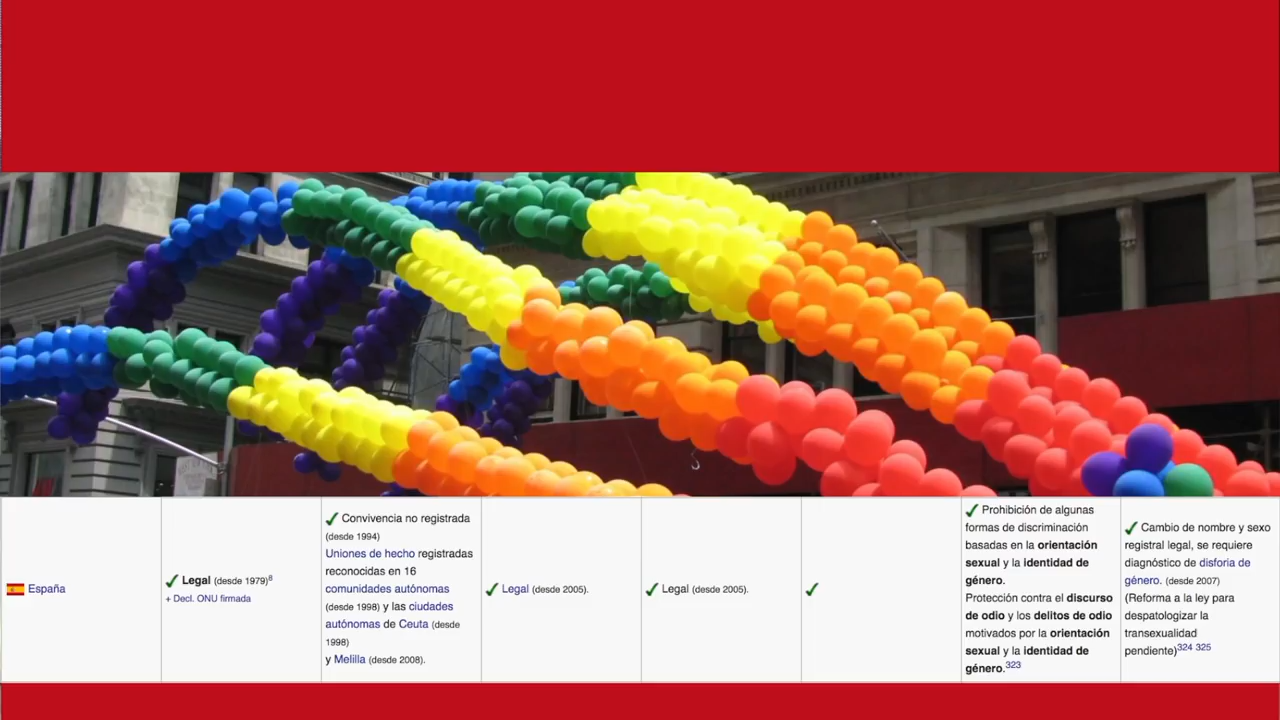 España
✓ Legal (desde 1979)8
+ Decl. ONU firmada
✓ Convivencia no registrada
(desde 1994)
Uniones de hecho registradas
reconocidas en 16
comunidades autónomas
(desde 1998) y las ciudades
autónomas de Ceuta (desde
1998)
y Melilla (desde 2008).
✓ Legal (desde 2005).
✓ Legal (desde 2005).
✓
✓ Prohibición de algunas
formas de discriminación
basadas en la orientación
sexual y la identidad de
género.
Protección contra el discurso
de odio y los delitos de odio
motivados por la orientación
sexual y la identidad de
género.323
✓ Cambio de nombre y sexo
registral legal, se requiere
diagnóstico de disforia de
género. (desde 2007)
(Reforma a la ley para
despatologizar la
transexualidad
pendiente)324 325